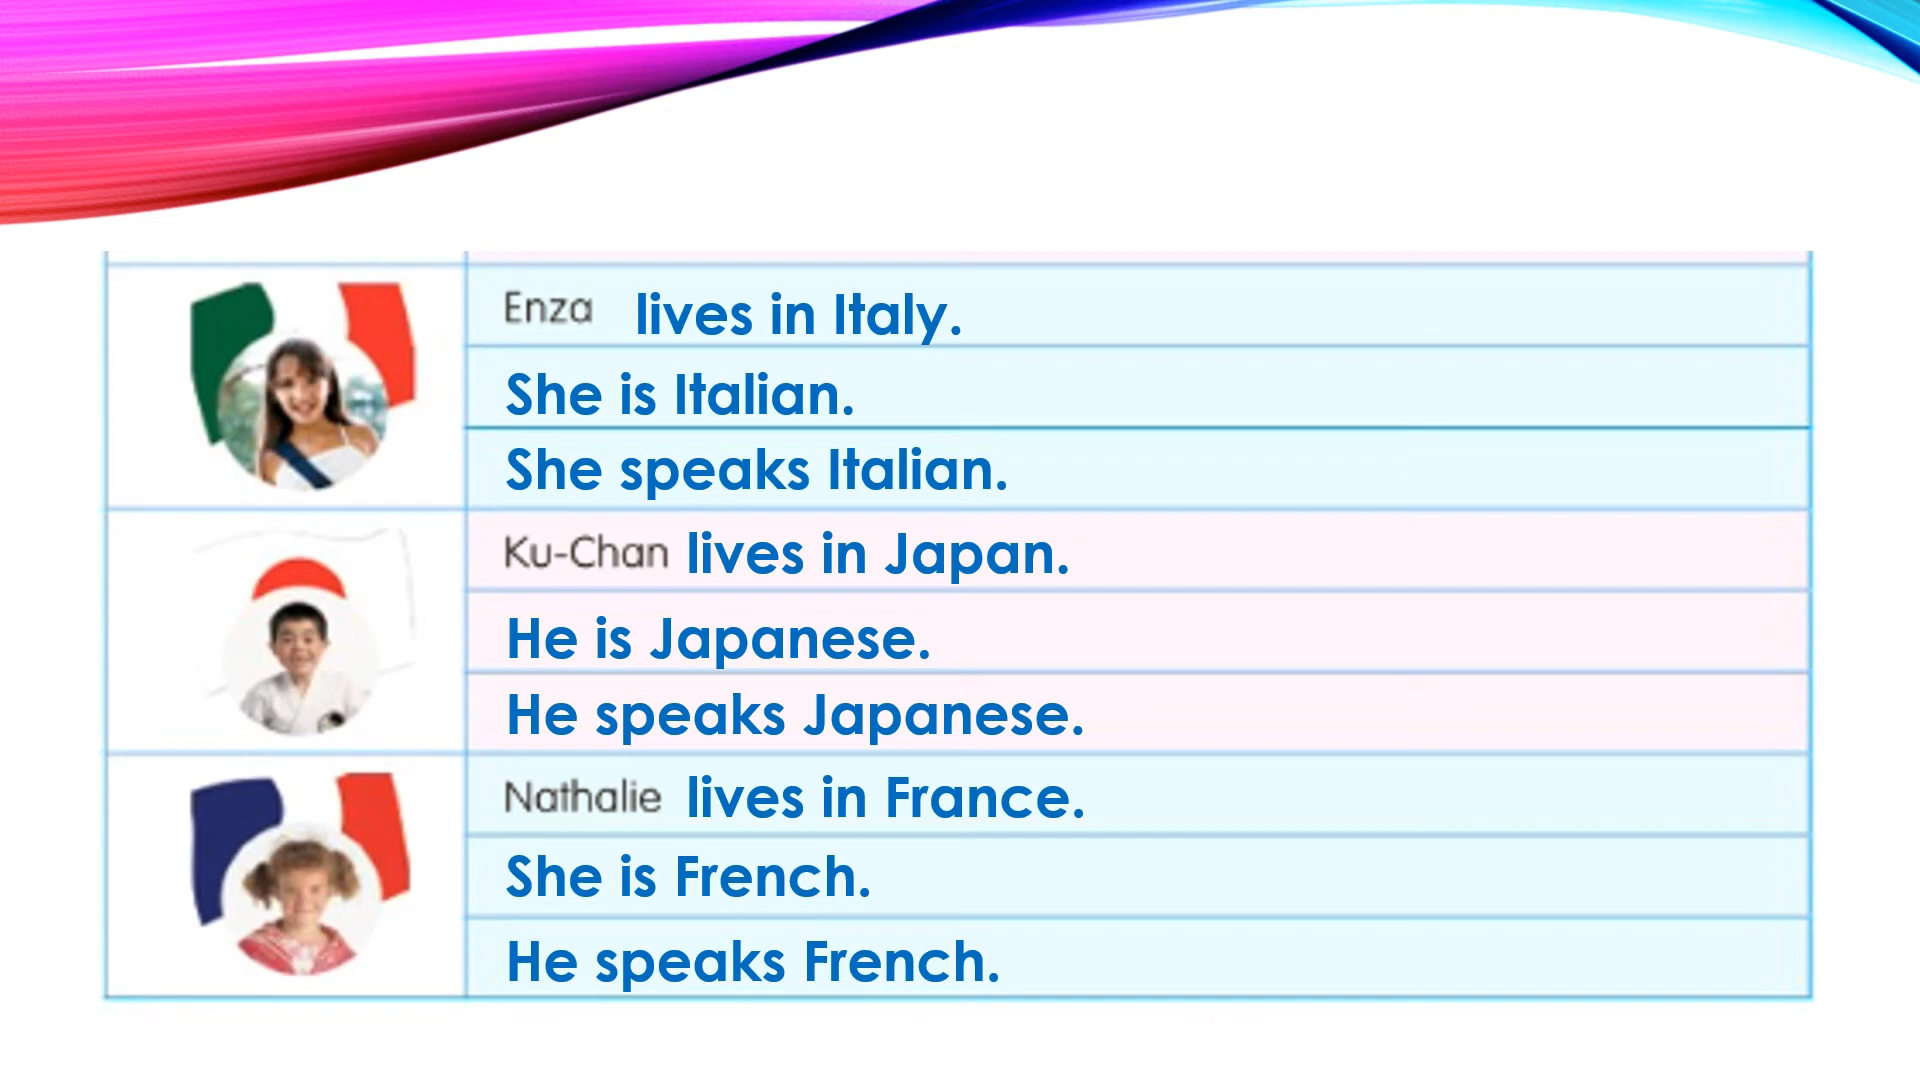 Enza lives in Italy.
She is Italian.
She speaks Italian.
Ku-Chan lives in Japan.
He is Japanese.
He speaks Japanese.
Nathalie lives in France.
She is French.
He speaks French.